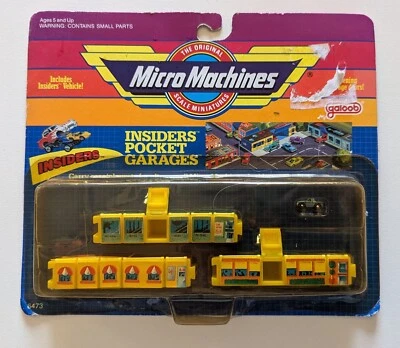 Ages 5 and Up
WARNING: CONTAINS SMALL PARTS
THE ORIGINAL
Micro Machines
SCALE MINIATURES
Includes
Insiders Vehicle!
galoob
INSIDERS
POCKET
GARAGES
INSIDERS
6473